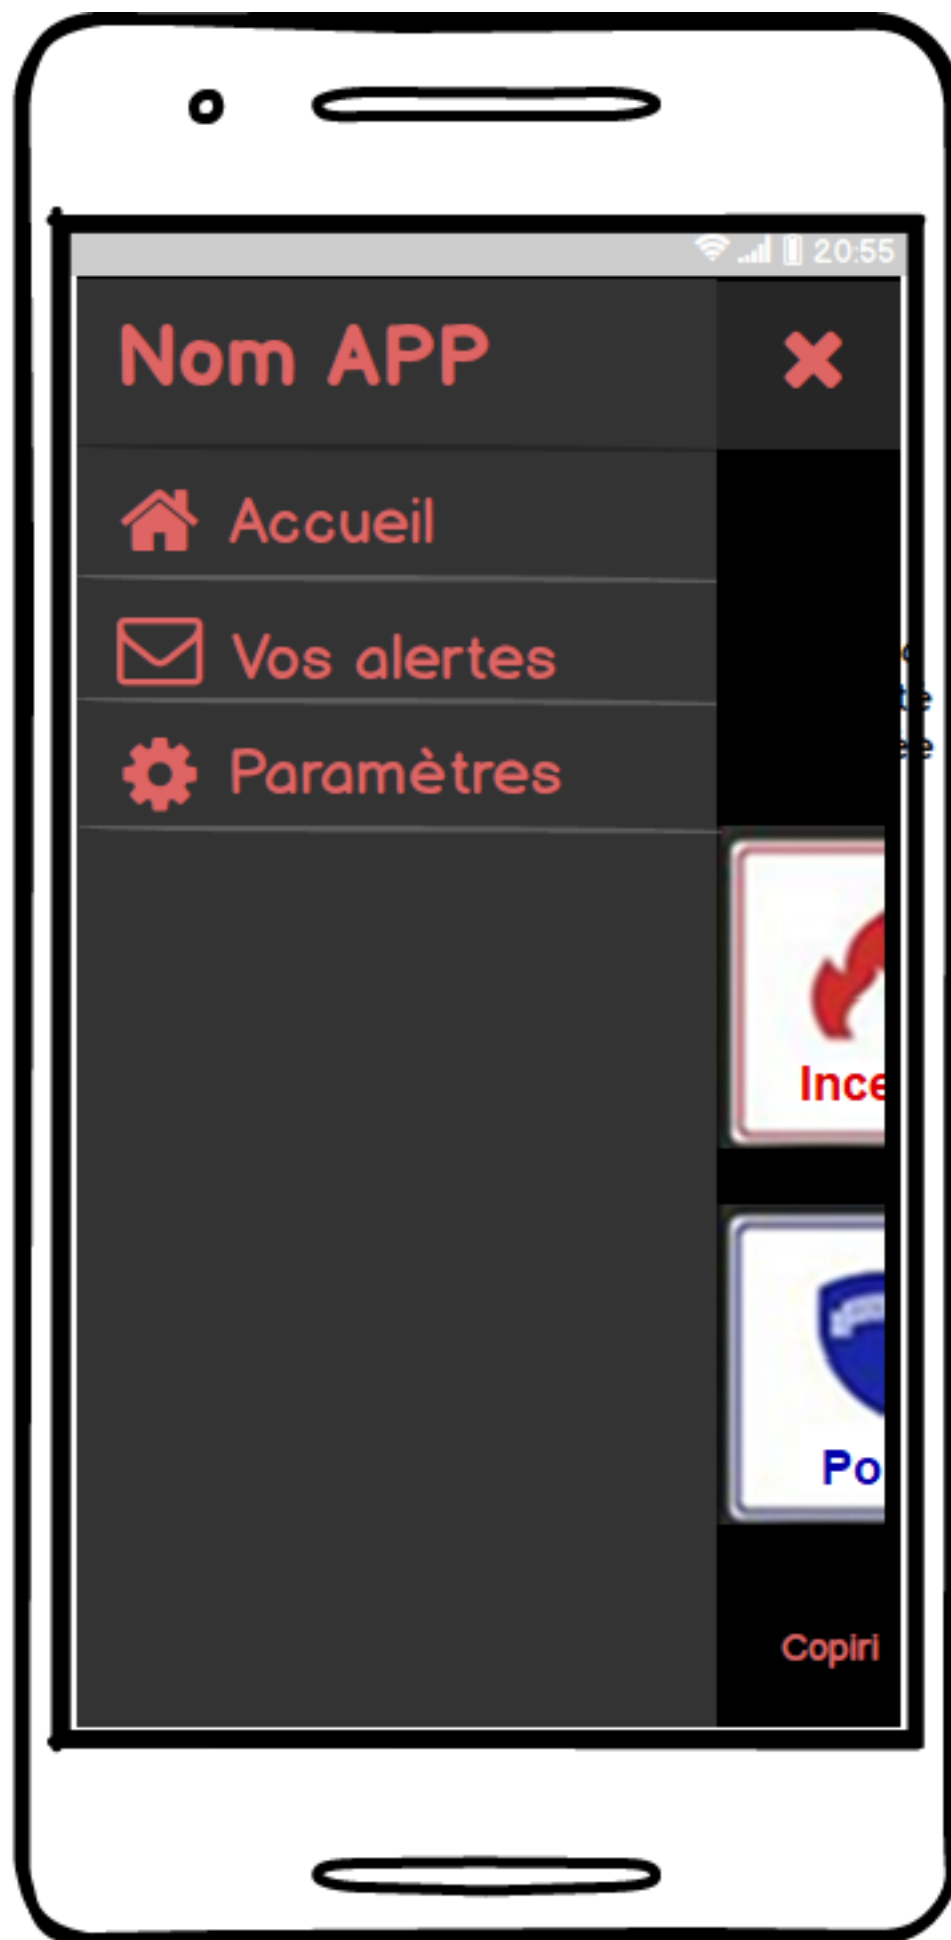 20:55
Nom APP
Accueil
Vos alertes
Paramètres
Ince
Po
Copiri